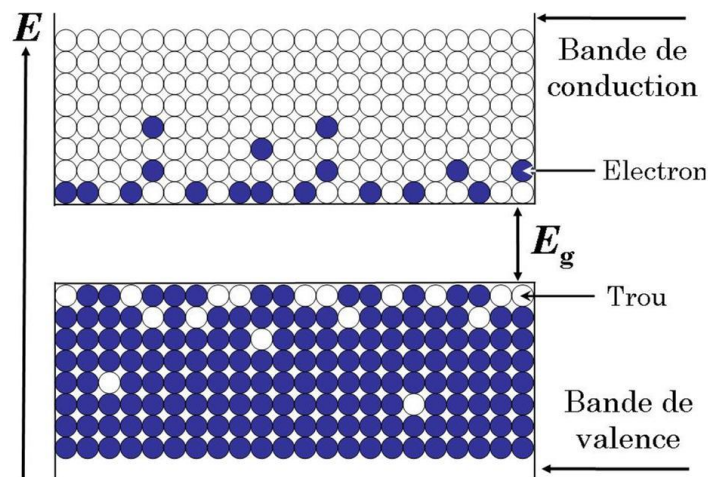 E
Bande de
conduction
Electron
Eg
Trou
Bande de
valence